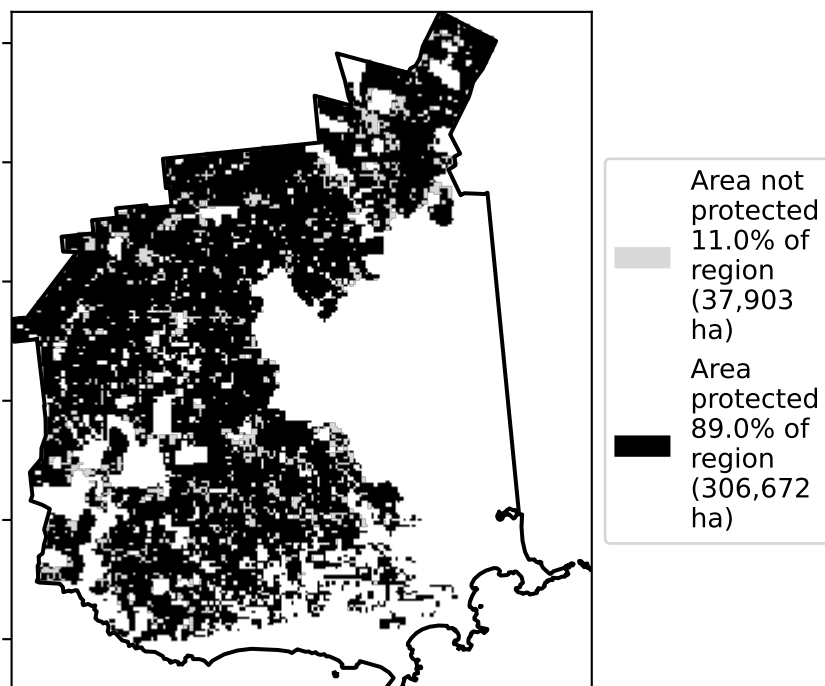 Area not
protected
11.0% of
region
(37,903
ha)
Area
protected
89.0% of
region
(306,672
ha)